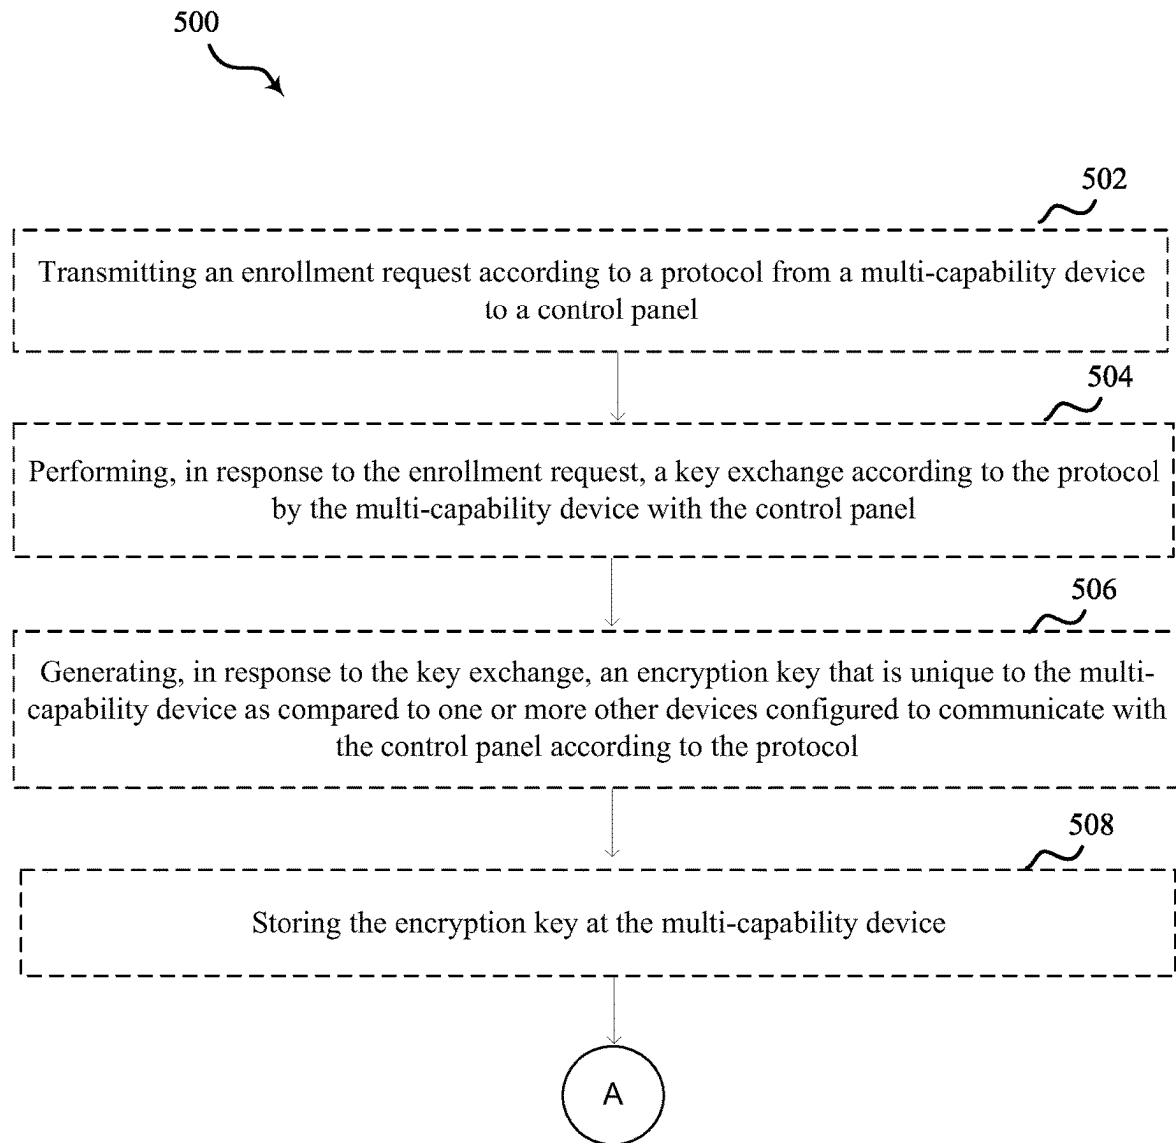 500
502
Transmitting an enrollment request according to a protocol from a multi-capability device
to a control panel
504
Performing, in response to the enrollment request, a key exchange according to the protocol
by the multi-capability device with the control panel
506
Generating, in response to the key exchange, an encryption key that is unique to the multi-
capability device as compared to one or more other devices configured to communicate with
the control panel according to the protocol
508
Storing the encryption key at the multi-capability device
A